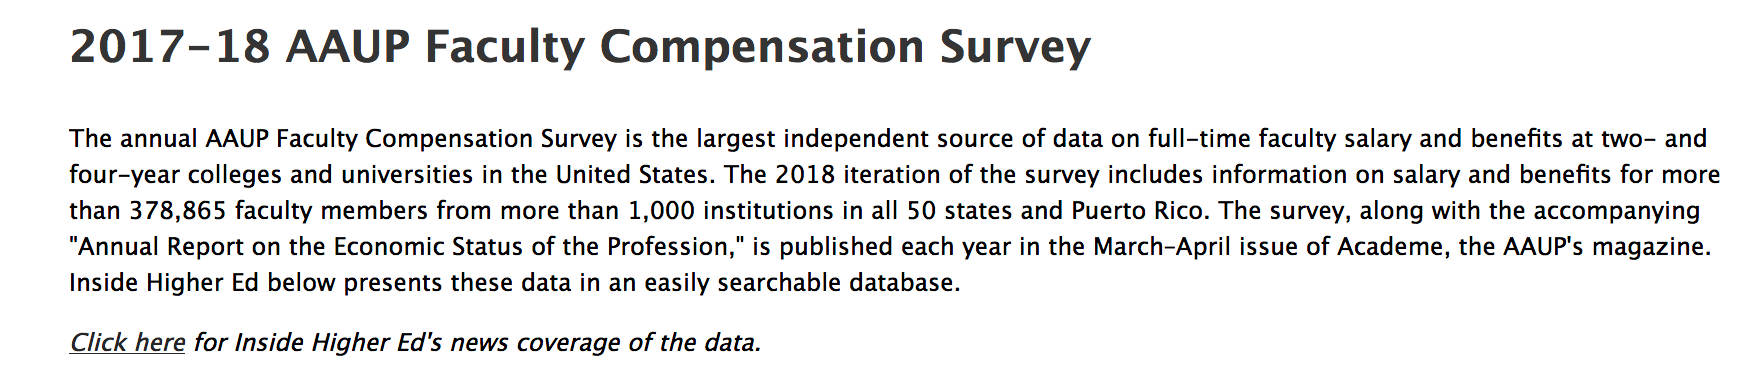 2017-18 AAUP Faculty Compensation Survey
The annual AAUP Faculty Compensation Survey is the largest independent source of data on full-time faculty salary and benefits at two- and
four-year colleges and universities in the United States. The 2018 iteration of the survey includes information on salary and benefits for more
than 378,865 faculty members from more than 1,000 institutions in all 50 states and Puerto Rico. The survey, along with the accompanying
"Annual Report on the Economic Status of the Profession," is published each year in the March-April issue of Academe, the AAUP's magazine.
Inside Higher Ed below presents these data in an easily searchable database.
Click here for Inside Higher Ed's news coverage of the data.